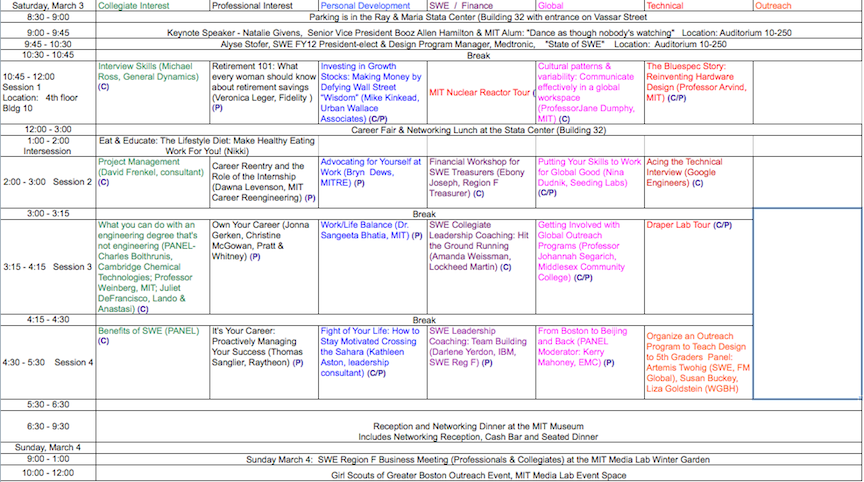 Saturday, March 3 Collegiate Interest Professional Interest Personal Development SWE / Finance Global Technical Outreach
8:30 - 9:00 Parking is in the Ray & Maria Stata Center (Building 32 with entrance on Vassar Street
9:00 - 9:45 Keynote Speaker - Natalie Givens, Senior Vice President Booz Allen Hamilton & MIT Alum: "Dance as though nobody's watching" Location: Auditorium 10-250
9:45 - 10:30 Alyse Stofer, SWE FY12 President-elect & Design Program Manager, Medtronic, "State of SWE" Location: Auditorium 10-250
10:30 - 10:45 Break
10:45 - 12:00
Session 1
Location: 4th floor
Bldg 10
Interview Skills (Michael
Ross, General Dynamics)
(C)
Retirement 101: What
every woman should know
about retirement savings
(Veronica Leger, Fidelity )
(P)
Investing in Growth
Stocks: Making Money by
Defying Wall Street
"Wisdom" (Mike Kinkead,
Urban Wallace
Associates) (C/P)
MIT Nuclear Reactor Tour (
Cultural patterns &
variability: Communicate
effectively in a global
workspace
(ProfessorJane Dumphy,
MIT) (C)
The Bluespec Story:
Reinventing Hardware
Design (Professor Arvind,
MIT) (C/P)
12:00 - 3:00 Career Fair & Networking Lunch at the Stata Center (Building 32)
1:00 - 2:00
Intersession
Eat & Educate: The Lifestyle Diet: Make Healthy Eating
Work For You! (Nikki)
2:00 - 3:00 Session 2
Project Management
(David Frenkel, consultant)
(C)
Career Reentry and the
Role of the Internship
(Dawna Levenson, MIT
Career Reengineering) (P)
Advocating for Yourself at
Work (Bryn Dews,
MITRE) (P)
Financial Workshop for
SWE Treasurers (Ebony
Joseph, Region F
Treasurer) (C)
Putting Your Skills to Work
for Global Good (Nina
Dudnik, Seeding Labs)
(C/P)
Acing the Technical
Interview (Google
Engineers) (C)
3:00 - 3:15 Break
3:15 - 4:15 Session 3
What you can do with an
engineering degree that's
not engineering (PANEL-
Charles Bolthrunis,
Cambridge Chemical
Technologies; Professor
Weinberg, MIT; Juliet
DeFrancisco, Lando &
Anastasi) (C)
Own Your Career (Jonna
Gerken, Christine
McGowan, Pratt &
Whitney) (P)
Work/Life Balance (Dr.
Sangeeta Bhatia, MIT) (P)
SWE Collegiate
Leadership Coaching: Hit
the Ground Running
(Amanda Weissman,
Lockheed Martin) (C)
Getting Involved with
Global Outreach
Programs (Professor
Johannah Segarich,
Middlesex Community
College) (C/P)
Draper Lab Tour (C/P)
4:15 - 4:30 Break
4:30 - 5:30 Session 4
Benefits of SWE (PANEL)
(C)
It's Your Career:
Proactively Managing
Your Success (Thomas
Sanglier, Raytheon) (P)
Fight of Your Life: How to
Stay Motivated Crossing
the Sahara (Kathleen
Aston, leadership
consultant) (C/P)
SWE Leadership
Coaching: Team Building
(Darlene Yerdon, IBM,
SWE Reg F) (P)
From Boston to Beijing
and Back (PANEL
Moderator: Kerry
Mahoney, EMC) (P)
Organize an Outreach
Program to Teach Design
to 5th Graders Panel:
Artemis Twohig (SWE, FM
Global), Susan Buckey,
Liza Goldstein (WGBH)
5:30 - 6:30
6:30 - 9:30
Reception and Networking Dinner at the MIT Museum
Includes Networking Reception, Cash Bar and Seated Dinner
Sunday, March 4
9:00 - 1:00 Sunday March 4: SWE Region F Business Meeting (Professionals & Collegiates) at the MIT Media Lab Winter Garden
10:00 - 12:00 Girl Scouts of Greater Boston Outreach Event, MIT Media Lab Event Space